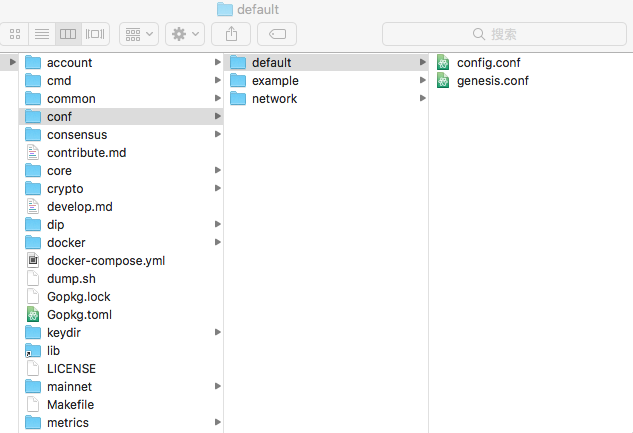 default
搜索
account
cmd
common
conf
consensus
contribute.md
core
crypto
develop.md
dip
docker
docker-compose.yml
dump.sh
Gopkg.lock
Gopkg.toml
keydir
lib
LICENSE
mainnet
Makefile
metrics
default
example
network
config.conf
genesis.conf